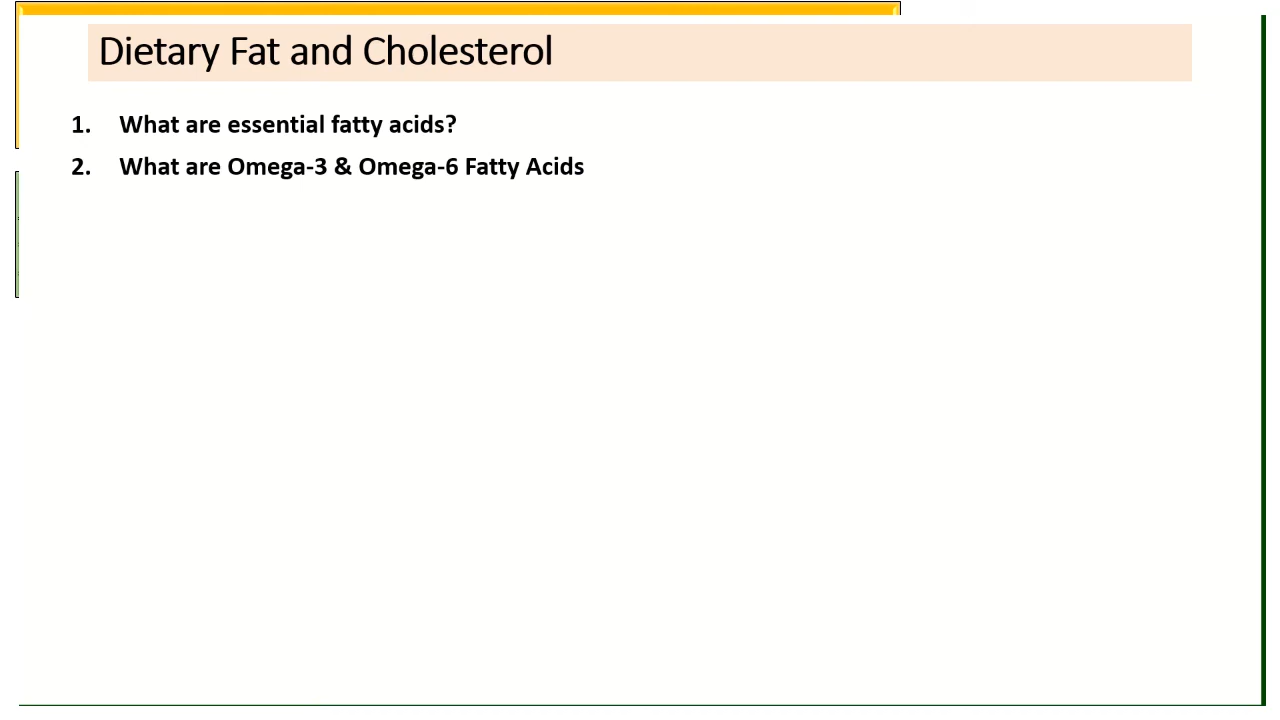 Dietary Fat and Cholesterol
1. What are essential fatty acids?
2. What are Omega-3 & Omega-6 Fatty Acids